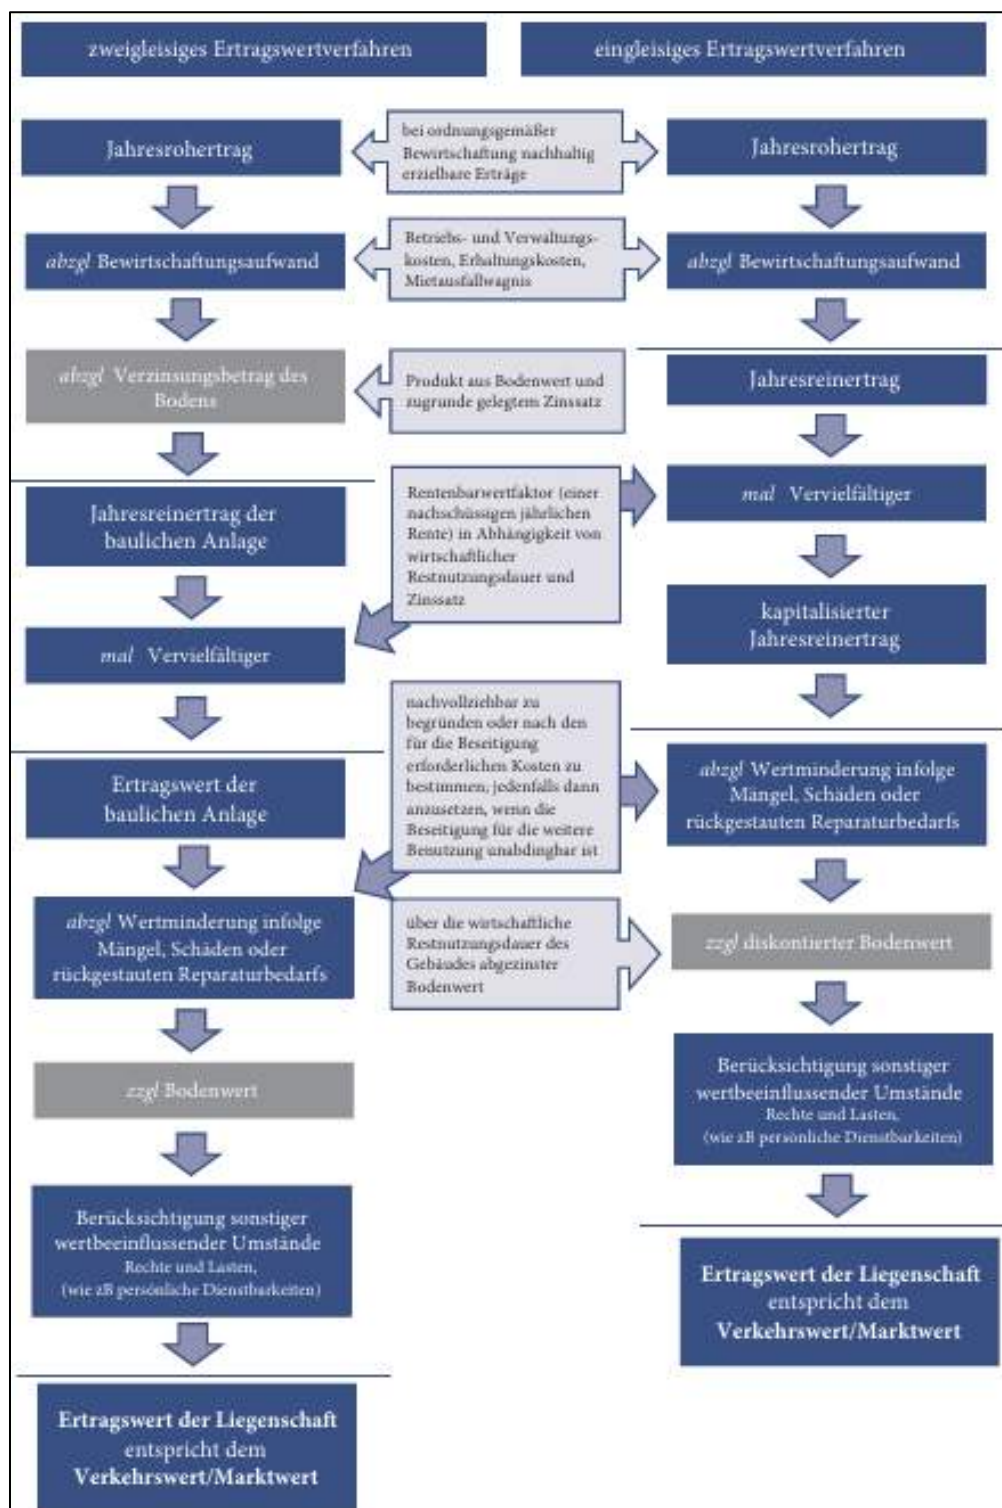 zweigleisiges Ertragswertverfahren
eingleisiges Ertragswertverfahren
Jahresrohertrag
bei ordnungsgemäßer
Bewirtschaftung nachhaltig
erzielbare Erträge
Jahresrohertrag
abzgl Bewirtschaftungsaufwand
Betriebs- und Verwaltungs-
kosten, Erhaltungskosten,
Mietausfallwagnis
abzgl Bewirtschaftungsaufwand
abzgl Verzinsungsbetrag des
Bodens
Produkt aus Bodenwert und
zugrunde gelegtem Zinssatz
Jahresreinertrag
Jahresreinertrag der
baulichen Anlage
Rentenbarwertfaktor (einer
nachschüssigen jährlichen
Rente) in Abhängigkeit von
wirtschaftlicher
Restnutzungsdauer und
Zinssatz
mal Vervielfältiger
mal Vervielfältiger
kapitalisierter
Jahresreinertrag
Ertragswert der
baulichen Anlage
nachvollziehbar zu
begründen oder nach den
für die Beseitigung
erforderlichen Kosten zu
bestimmen, jedenfalls dann
anzusetzen, wenn die
Beseitigung für die weitere
Benutzung unabdingbar ist
abzgl Wertminderung infolge
Mängel, Schäden oder
rückgestauten Reparaturbedarfs
abzgl Wertminderung infolge
Mängel, Schäden oder
rückgestauten Reparaturbedarfs
über die wirtschaftliche
Restnutzungsdauer des
Gebäudes abgezinster
Bodenwert
zzgl diskontierter Bodenwert
zzgl Bodenwert
Berücksichtigung sonstiger
wertbeeinflussender Umstände
Rechte und Lasten,
(wie zB persönliche Dienstbarkeiten)
Berücksichtigung sonstiger
wertbeeinflussender Umstände
Rechte und Lasten,
(wie zB persönliche Dienstbarkeiten)
Ertragswert der Liegenschaft
entspricht dem
Verkehrswert/Marktwert
Ertragswert der Liegenschaft
entspricht dem
Verkehrswert/Marktwert